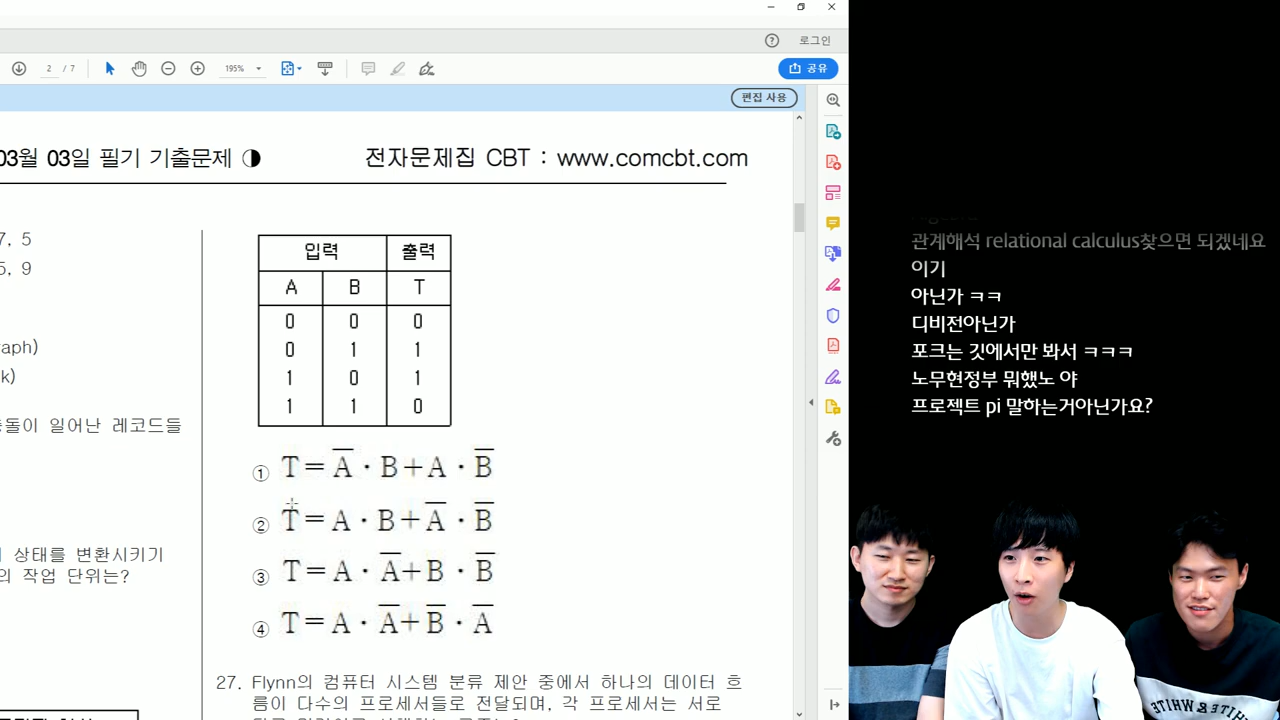 로그인
2 / 7
195%
공유
편집 사용
03월 03일 필기 기출문제 ◑
전자문제집 CBT : www.comcbt.com
7, 5
5, 9
aph)
k)
들이 일어난 레코드들
상태를 변환시키기
의 작업 단위는?
입력 출력
A B T
0 0 0
0 1 1
1 0 1
1 1 0
① T = A̅ · B + A · B̅
② T = A · B + A̅ · B̅
③ T = A · A̅ + B · B̅
④ T = A · A̅ + B̅ · A̅
27. Flynn의 컴퓨터 시스템 분류 제안 중에서 하나의 데이터 흐
름이 다수의 프로세서들로 전달되며, 각 프로세서는 서로
관계해석 relational calculus찾으면 되겠네요
이기
아닌가 ㅋㅋ
디비전아닌가
포크는 깃에서만 봐서 ㅋㅋㅋ
노무현정부 뭐했노 야
프로젝트 pi 말하는거아닌가요?
WHITE&WHITE